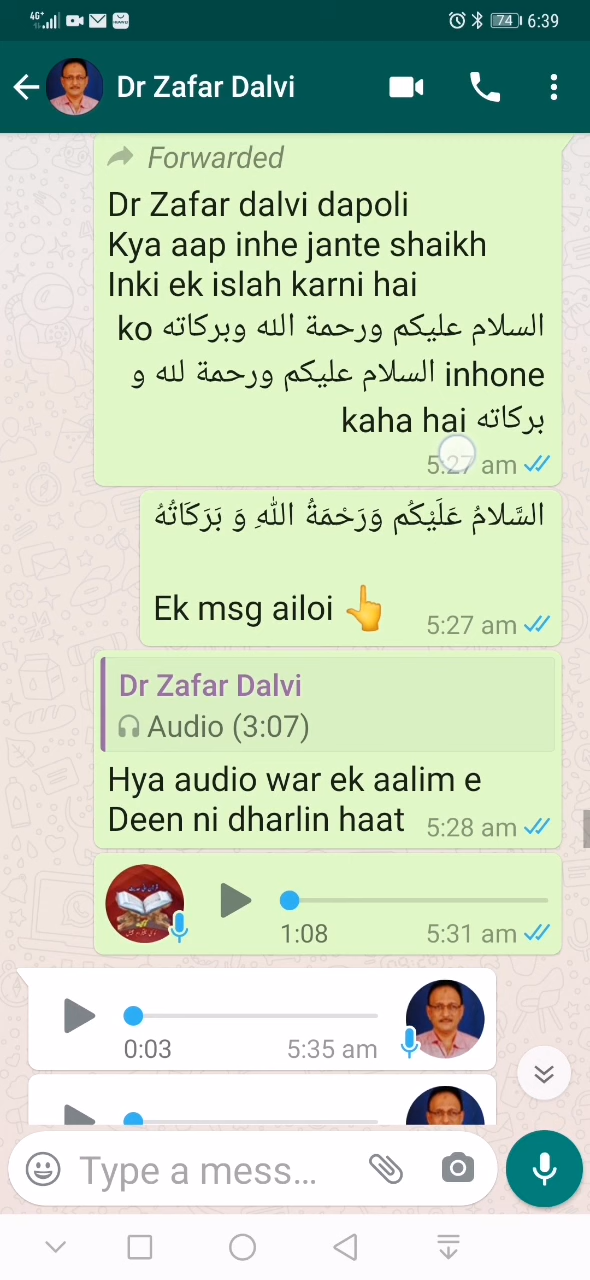 4G+
74
6:39
Dr Zafar Dalvi
Forwarded
Dr Zafar dalvi dapoli
Kya aap inhe jante shaikh
Inki ek islah karni hai
السلام عليكم ورحمة الله وبركاته ko
inhone السلام عليكم ورحمة لله و
بركاته kaha hai
5:27 am
السَّلامُ عَلَيْكُم وَرَحْمَةُ اللهِ وَ بَرَكَاتُهُ
Ek msg ailoi 👆
5:27 am
Dr Zafar Dalvi
Audio (3:07)
Hya audio war ek aalim e
Deen ni dharlin haat
5:28 am
1:08
5:31 am
0:03
5:35 am
Type a mess...